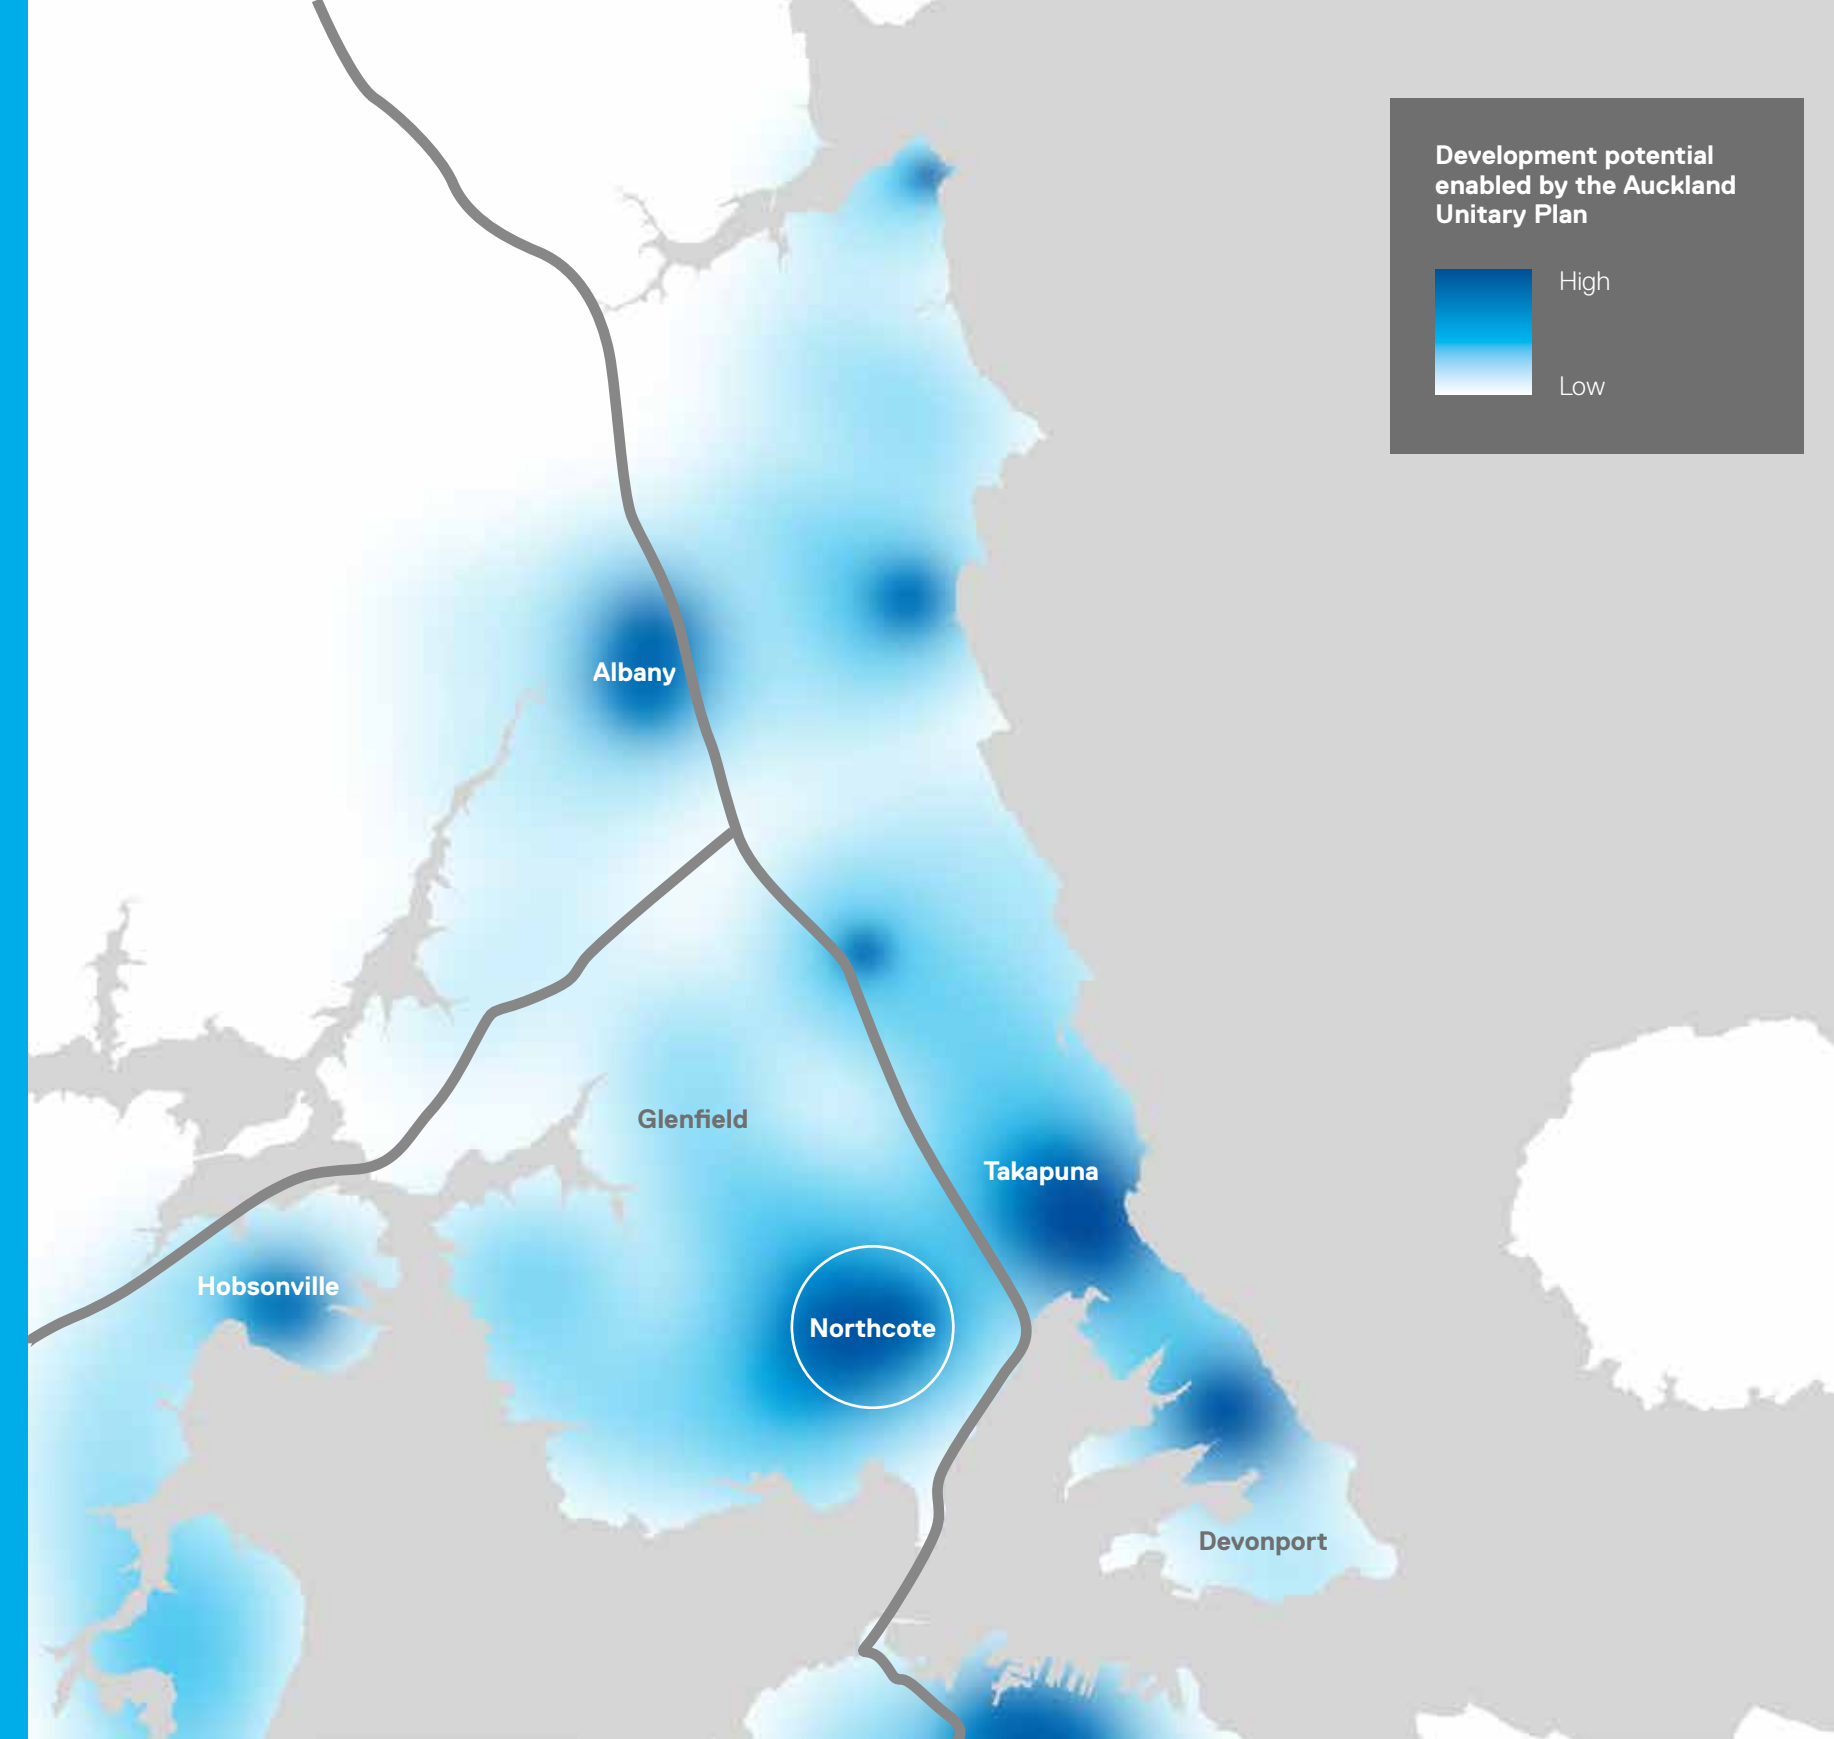 Development potential
enabled by the Auckland
Unitary Plan
High
Low
Albany
Glenfield
Takapuna
Hobsonville
Northcote
Devonport